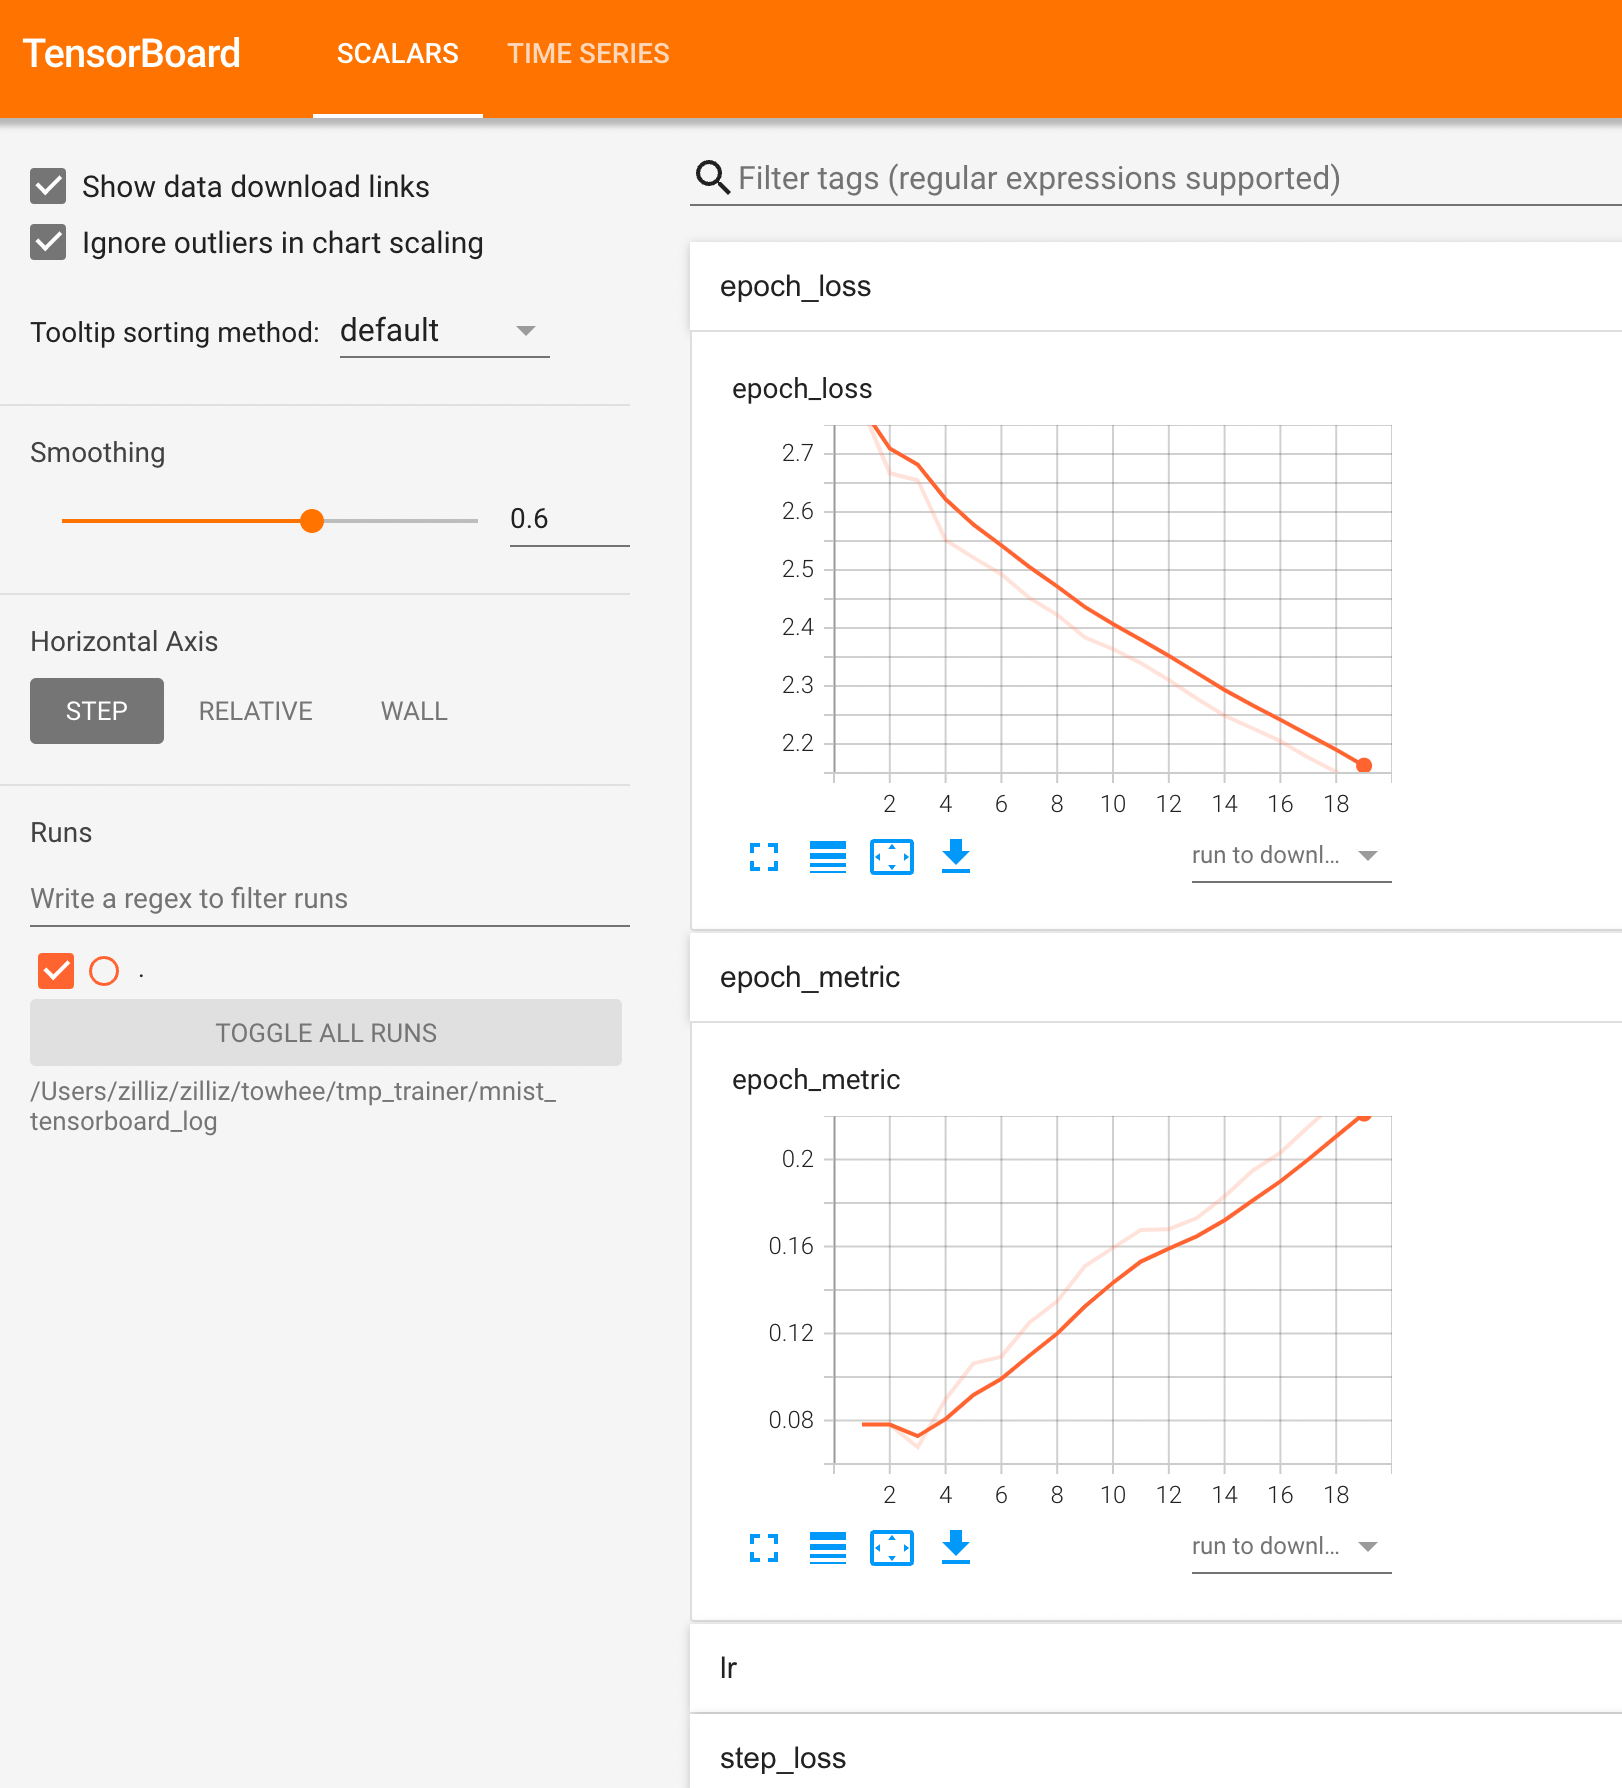 TensorBoard
SCALARS
TIME SERIES
Show data download links
Ignore outliers in chart scaling
Tooltip sorting method: default
Smoothing
0.6
Horizontal Axis
STEP
RELATIVE
WALL
Runs
Write a regex to filter runs
.
TOGGLE ALL RUNS
/Users/zilliz/zilliz/towhee/tmp_trainer/mnist_
tensorboard_log
Filter tags (regular expressions supported)
epoch_loss
epoch_loss
2.7
2.6
2.5
2.4
2.3
2.2
2 4 6 8 10 12 14 16 18
run to downl...
epoch_metric
epoch_metric
0.2
0.16
0.12
0.08
2 4 6 8 10 12 14 16 18
run to downl...
lr
step_loss